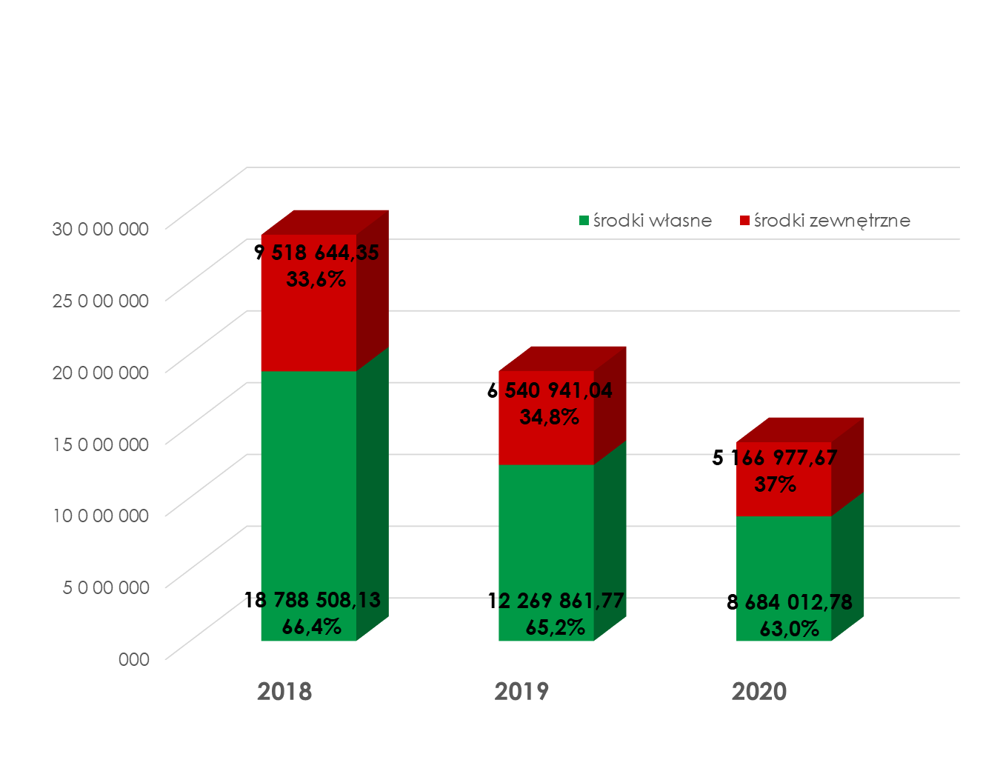 30 0 00 000
25 0 00 000
20 0 00 000
15 0 00 000
10 0 00 000
5 0 00 000
000
środki własne
środki zewnętrzne
9 518 644,35
33,6%
18 788 508,13
66,4%
6 540 941,04
34,8%
12 269 861,77
65,2%
5 166 977,67
37%
8 684 012,78
63,0%
2018
2019
2020